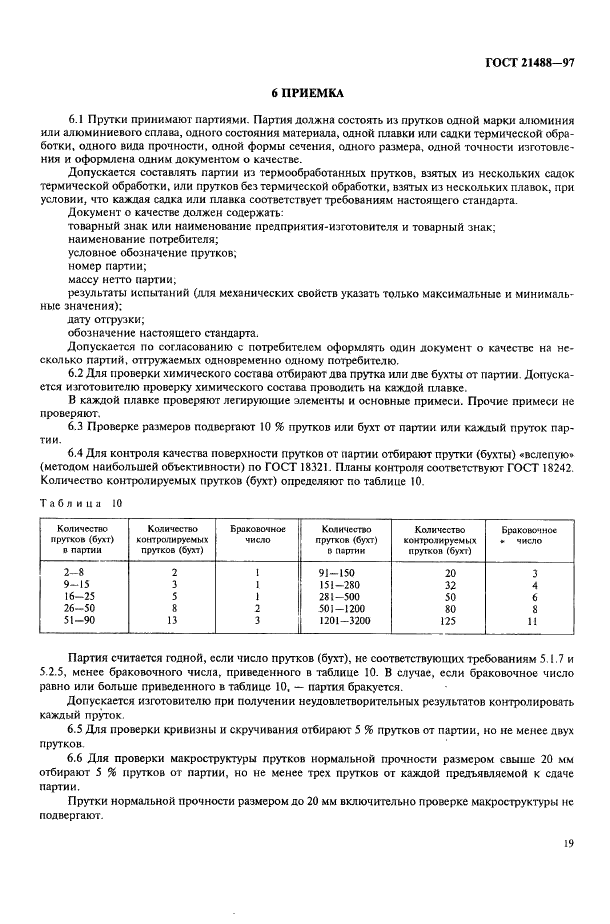 ГОСТ 21488—97
6 ПРИЕМКА
6.1 Прутки принимают партиями. Партия должна состоять из прутков одной марки алюминия
или алюминиевого сплава, одного состояния материала, одной плавки или садки термической обра-
ботки, одного вида прочности, одной формы сечения, одного размера, одной точности изготовле-
ния и оформлена одним документом о качестве.
Допускается составлять партии из термообработанных прутков, взятых из нескольких садок
термической обработки, или прутков без термической обработки, взятых из нескольких плавок, при
условии, что каждая садка или плавка соответствует требованиям настоящего стандарта.
Документ о качестве должен содержать:
товарный знак или наименование предприятия-изготовителя и товарный знак;
наименование потребителя;
условное обозначение прутков;
номер партии;
массу нетто партии;
результаты испытаний (для механических свойств указать только максимальные и минималь-
ные значения);
дату отгрузки;
обозначение настоящего стандарта.
Допускается по согласованию с потребителем оформлять один документ о качестве на не-
сколько партий, отгружаемых одновременно одному потребителю.
6.2 Для проверки химического состава отбирают два прутка или две бухты от партии. Допуска-
ется изготовителю проверку химического состава проводить на каждой плавке.
В каждой плавке проверяют легирующие элементы и основные примеси. Прочие примеси не
проверяют.
6.3 Проверке размеров подвергают 10 % прутков или бухт от партии или каждый пруток пар-
тии.
6.4 Для контроля качества поверхности прутков от партии отбирают прутки (бухты) «вслепую»
(методом наибольшей объективности) по ГОСТ 18321. Планы контроля соответствуют ГОСТ 18242.
Количество контролируемых прутков (бухт) определяют по таблице 10.
Таблица 10
Количество прутков (бухт) в партии | Количество контролируемых прутков (бухт) | Браковочное число | Количество прутков (бухт) в партии | Количество контролируемых прутков (бухт) | Браковочное число
2—8 2 1 91—150 20 3
9—15 3 1 151—280 32 4
16—25 5 1 281—500 50 6
26—50 8 2 501—1200 80 8
51—90 13 3 1201—3200 125 11
Партия считается годной, если число прутков (бухт), не соответствующих требованиям 5.1.7 и
5.2.5, менее браковочного числа, приведенного в таблице 10. В случае, если браковочное число
равно или больше приведенного в таблице 10, — партия бракуется.
Допускается изготовителю при получении неудовлетворительных результатов контролировать
каждый пруток.
6.5 Для проверки кривизны и скручивания отбирают 5 % прутков от партии, но не менее двух
прутков.
6.6 Для проверки макроструктуры прутков нормальной прочности размером свыше 20 мм
отбирают 5 % прутков от партии, но не менее трех прутков от каждой предъявляемой к сдаче
партии.
Прутки нормальной прочности размером до 20 мм включительно проверке макроструктуры не
подвергают.
19